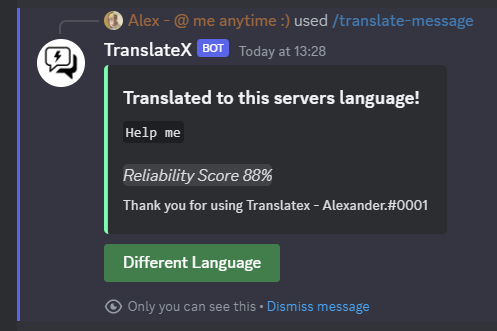 Alex - @ me anytime :) used /translate-message
TranslateX BOT Today at 13:28
Translated to this servers language!
Help me
Reliability Score 88%
Thank you for using Translatex - Alexander.#0001
Different Language
Only you can see this • Dismiss message